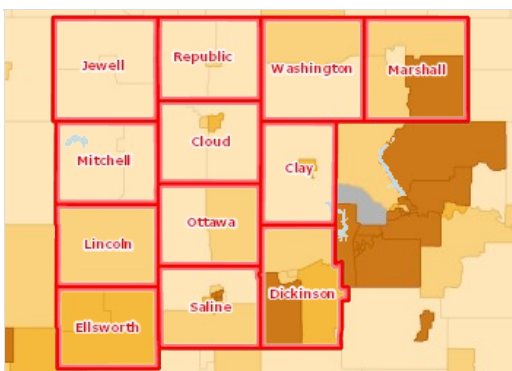 Jewell
Republic
Washington
Marshall
Mitchell
Cloud
Clay
Lincoln
Ottawa
Ellsworth
Saline
Dickinson